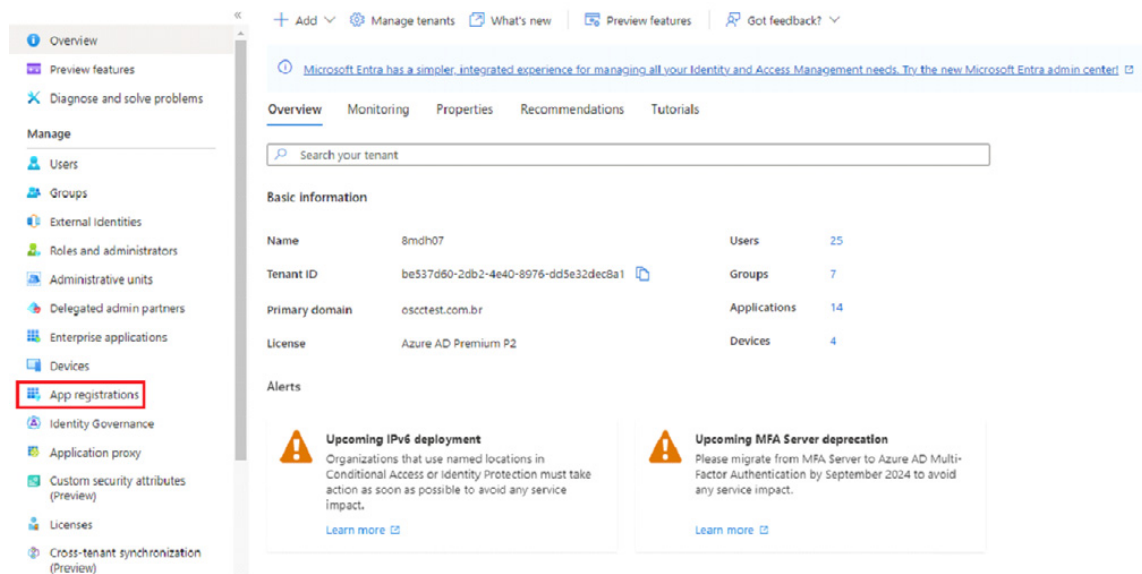 «
Overview
Preview features
Diagnose and solve problems
Manage
Users
Groups
External Identities
Roles and administrators
Administrative units
Delegated admin partners
Enterprise applications
Devices
App registrations
Identity Governance
Application proxy
Custom security attributes
(Preview)
Licenses
Cross-tenant synchronization
(Preview)
Add Manage tenants What's new Preview features Got feedback?
Microsoft Entra has a simpler, integrated experience for managing all your Identity and Access Management needs. Try the new Microsoft Entra admin center!
Overview Monitoring Properties Recommendations Tutorials
Search your tenant
Basic information
Name 8mdh07 Users 25
Tenant ID be537d60-2db2-4e40-8976-dd5e32dec8a1 Groups 7
Primary domain oscctest.com.br Applications 14
License Azure AD Premium P2 Devices 4
Alerts
Upcoming IPv6 deployment
Organizations that use named locations in
Conditional Access or Identity Protection must take
action as soon as possible to avoid any service
impact.
Learn more
Upcoming MFA Server deprecation
Please migrate from MFA Server to Azure AD Multi-
Factor Authentication by September 2024 to avoid
any service impact.
Learn more